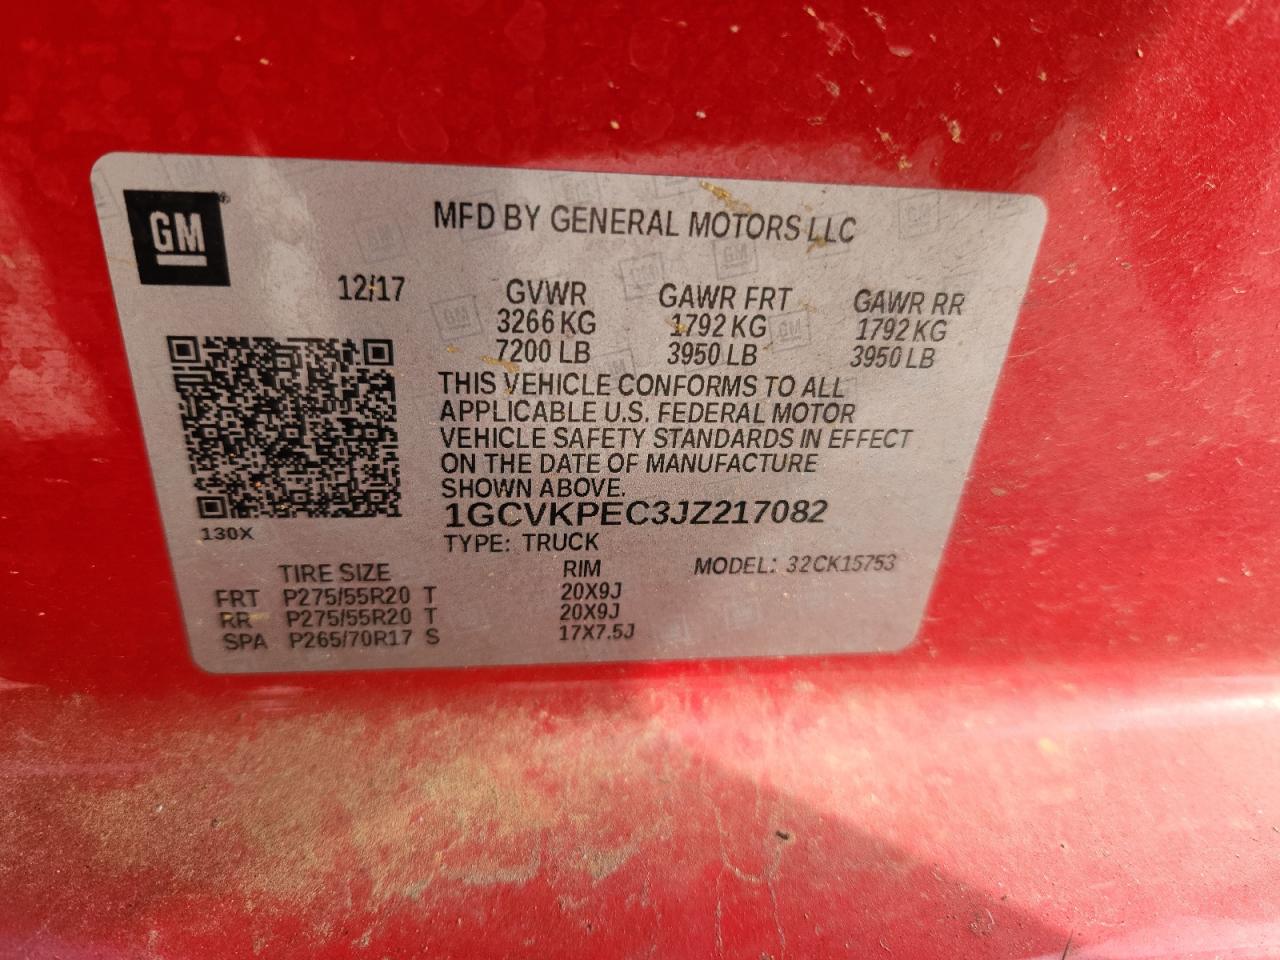 GM®
MFD BY GENERAL MOTORS LLC
12/17
GVWR GAWR FRT GAWR RR
3266 KG 1792 KG 1792 KG
7200 LB 3950 LB 3950 LB
THIS VEHICLE CONFORMS TO ALL
APPLICABLE U.S. FEDERAL MOTOR
VEHICLE SAFETY STANDARDS IN EFFECT
ON THE DATE OF MANUFACTURE
SHOWN ABOVE.
1GCVKPEC3JZ217082
130X
TYPE: TRUCK
MODEL: 32CK15753
TIRE SIZE RIM
FRT P275/55R20 T 20X9J
RR P275/55R20 T 20X9J
SPA P265/70R17 S 17X7.5J